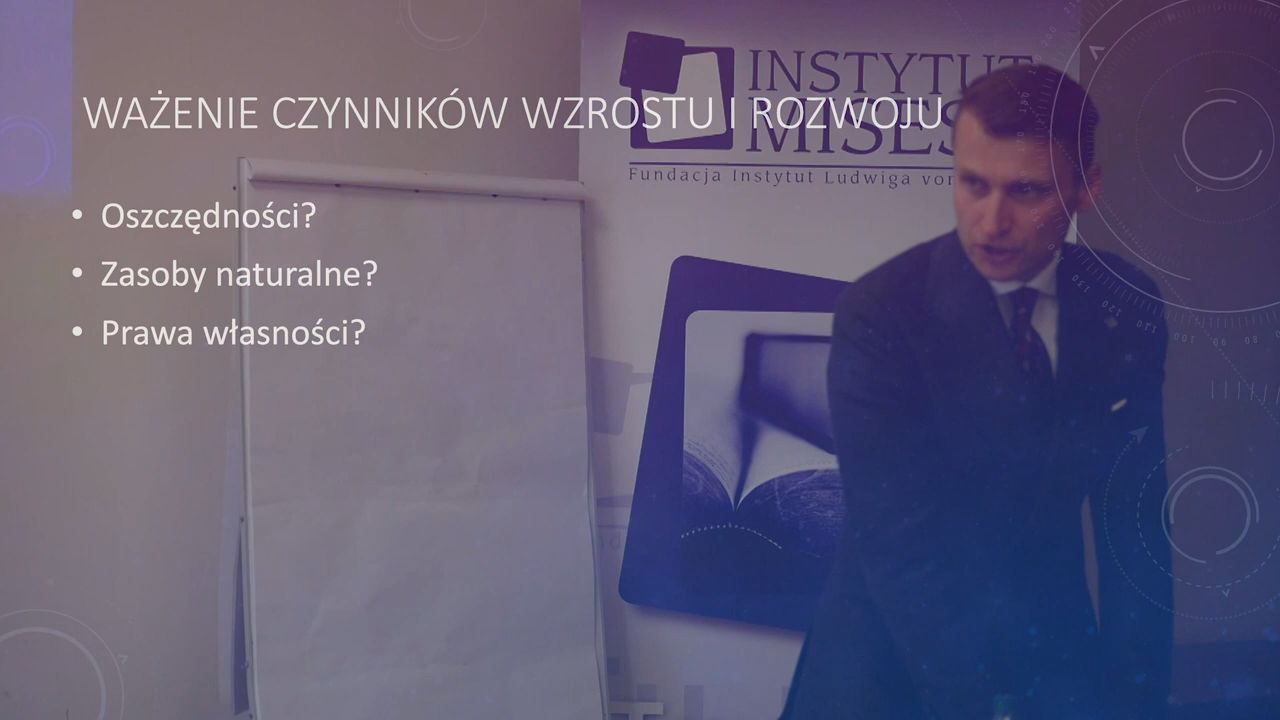 INSTYTUT
MISES
Fundacja Instytut Ludwiga von
WAŻENIE CZYNNIKÓW WZROSTU I ROZWOJU
• Oszczędności?
• Zasoby naturalne?
• Prawa własności?